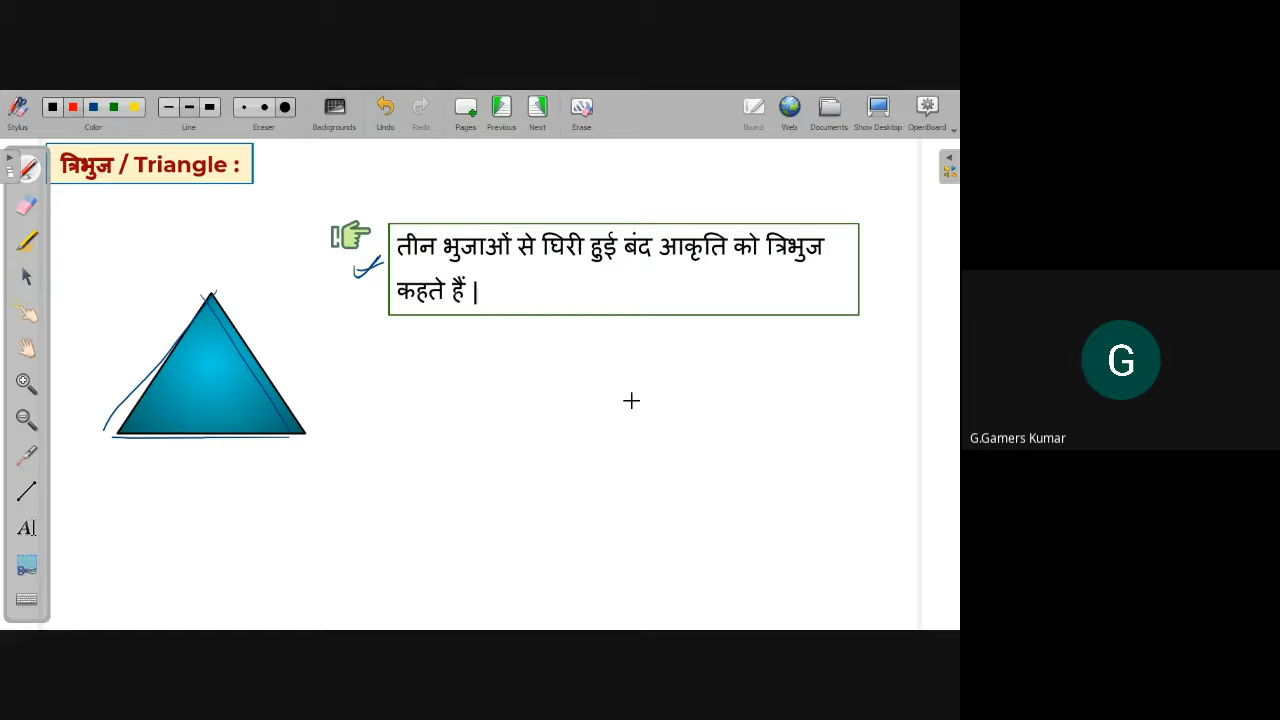 Stylus
Color
Line
Eraser
Backgrounds
Undo
Redo
Pages
Previous
Next
Erase
Board
Web
Documents
Show Desktop
OpenBoard
त्रिभुज / Triangle :
तीन भुजाओं से घिरी हुई बंद आकृति को त्रिभुज
कहते हैं |
A
G
G.Gamers Kumar